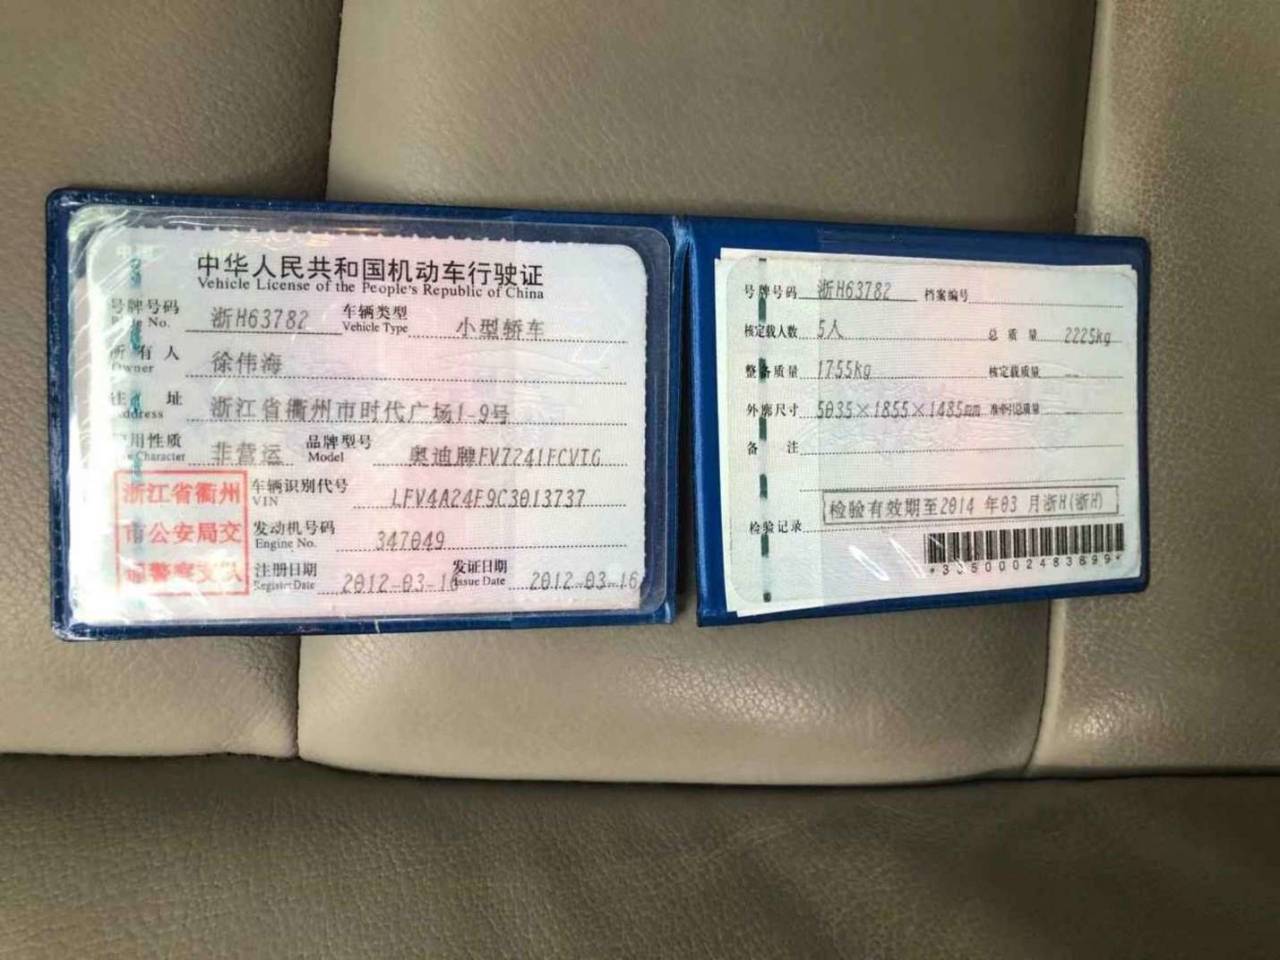 中华人民共和国机动车行驶证
Vehicle License of the People's Republic of China
号牌号码 浙H63782 车辆类型 小型轿车
No. Vehicle Type
所有人 徐伟海
Owner
住址 浙江省衢州市时代广场1-9号
Address
用性质 非营运 品牌型号 奥迪牌FV7241FCVTG
Character Model
浙江省衢州
市公安局交
通警察支队
车辆识别代号 LFV4A24F9C3013737
VIN
发动机号码 347049
Engine No.
注册日期 2012-03-16 发证日期 2012-03-16
Register Date Issue Date
号牌号码 浙H63782 档案编号
核定载人数 5人 总质量 2225kg
整备质量 1755kg 核定载质量 --
外廓尺寸 5035×1855×1485mm 准牵引总质量 --
备注
检验有效期至2014年03月浙H(浙H)
检验记录
*3350002483699*